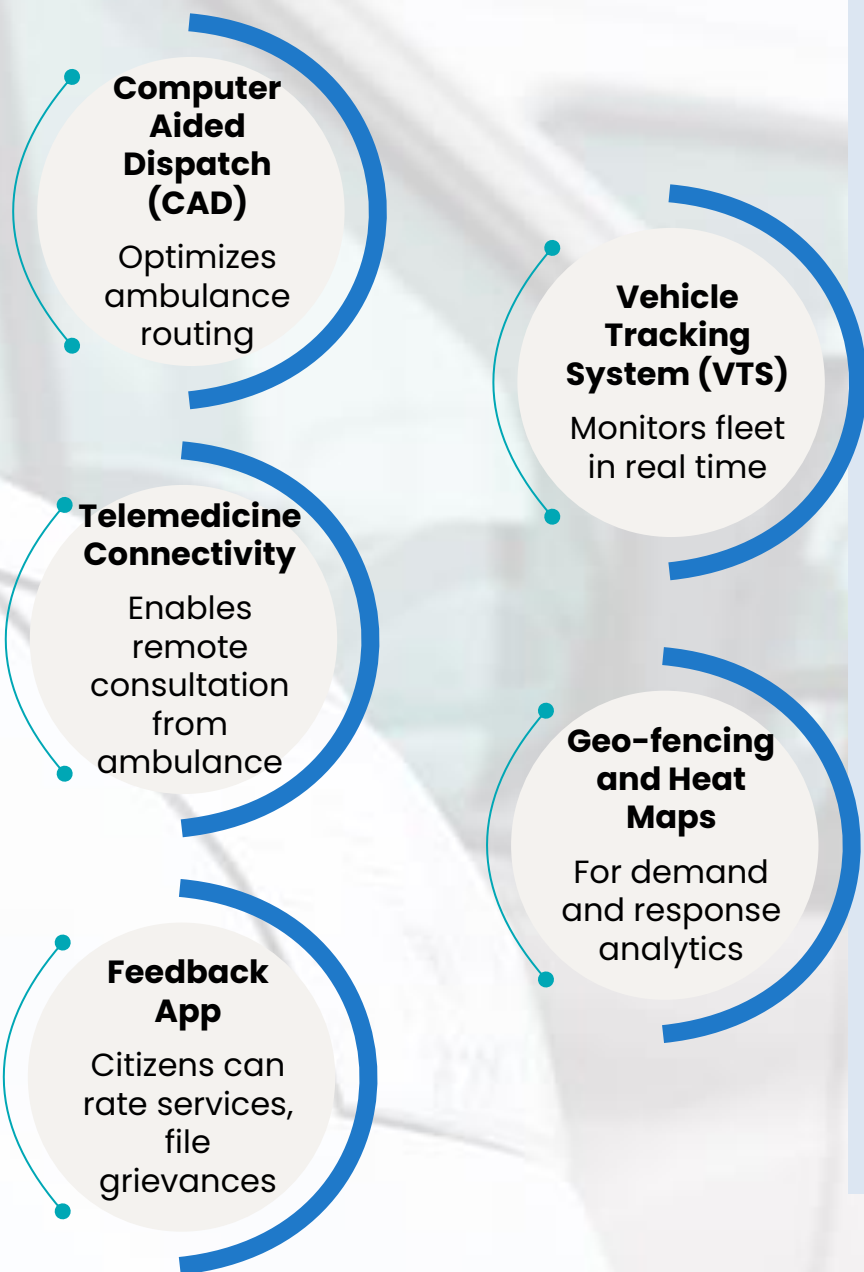 Computer
Aided
Dispatch
(CAD)
Optimizes
ambulance
routing
Vehicle
Tracking
System (VTS)
Monitors fleet
in real time
Telemedicine
Connectivity
Enables
remote
consultation
from
ambulance
Geo-fencing
and Heat
Maps
For demand
and response
analytics
Feedback
App
Citizens can
rate services,
file
grievances